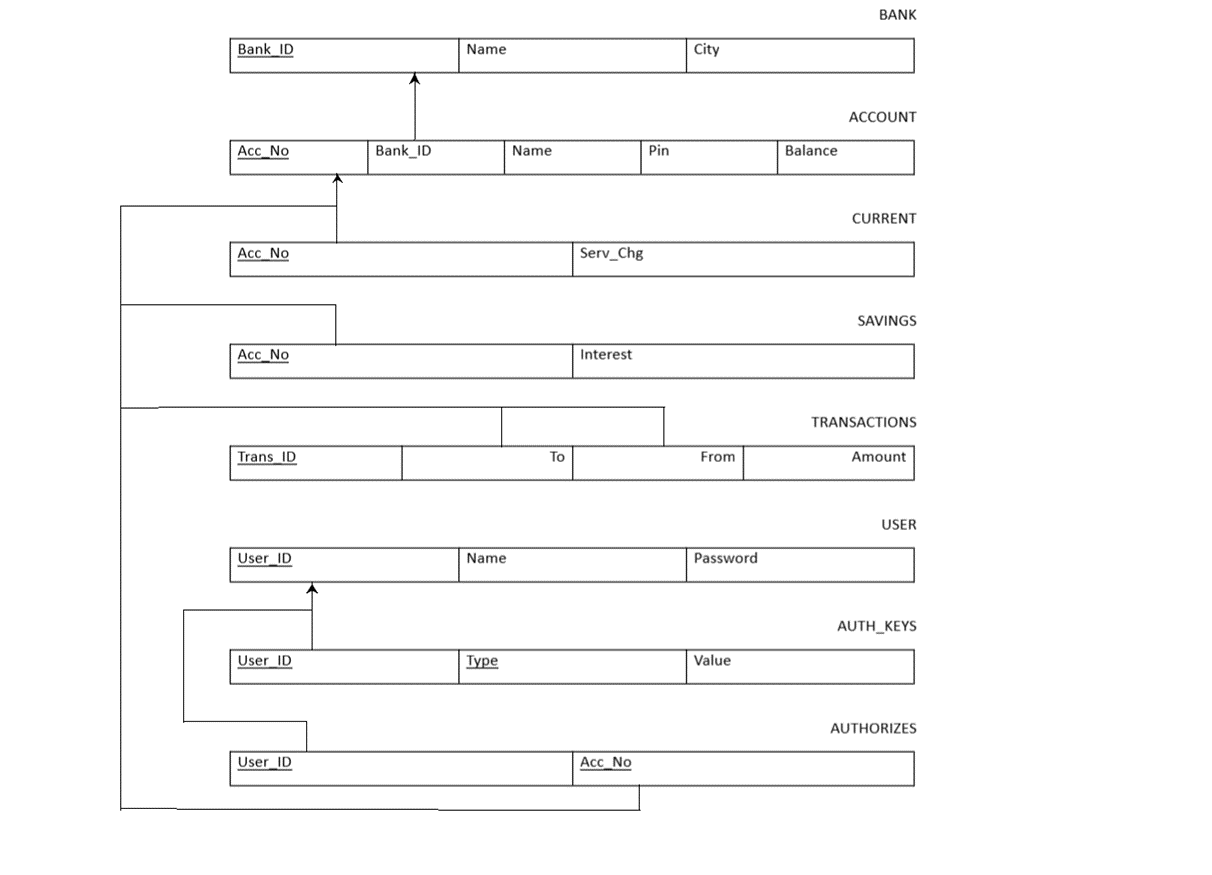 BANK
Bank_ID Name City
ACCOUNT
Acc_No Bank_ID Name Pin Balance
CURRENT
Acc_No Serv_Chg
SAVINGS
Acc_No Interest
TRANSACTIONS
Trans_ID To From Amount
USER
User_ID Name Password
AUTH_KEYS
User_ID Type Value
AUTHORIZES
User_ID Acc_No